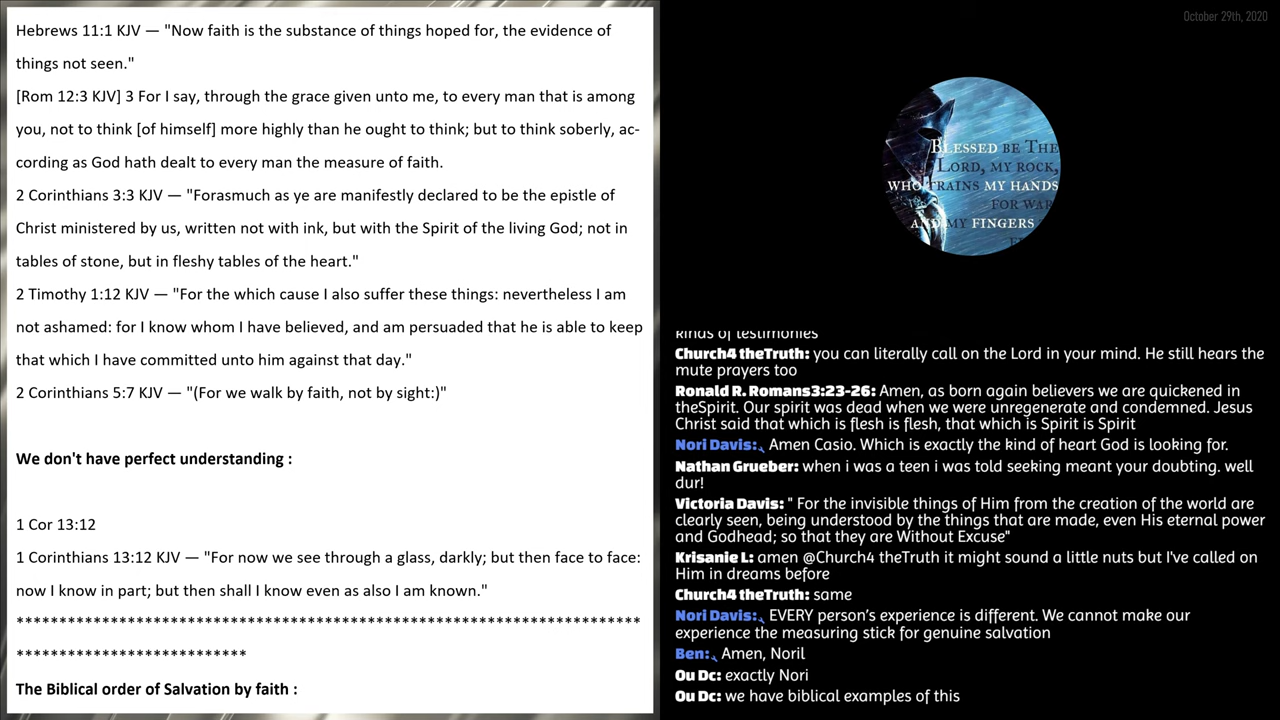 Hebrews 11:1 KJV — "Now faith is the substance of things hoped for, the evidence of
things not seen."
[Rom 12:3 KJV] 3 For I say, through the grace given unto me, to every man that is among
you, not to think [of himself] more highly than he ought to think; but to think soberly, ac-
cording as God hath dealt to every man the measure of faith.
2 Corinthians 3:3 KJV — "Forasmuch as ye are manifestly declared to be the epistle of
Christ ministered by us, written not with ink, but with the Spirit of the living God; not in
tables of stone, but in fleshy tables of the heart."
2 Timothy 1:12 KJV — "For the which cause I also suffer these things: nevertheless I am
not ashamed: for I know whom I have believed, and am persuaded that he is able to keep
that which I have committed unto him against that day."
2 Corinthians 5:7 KJV — "(For we walk by faith, not by sight:)"
We don't have perfect understanding :
1 Cor 13:12
1 Corinthians 13:12 KJV — "For now we see through a glass, darkly; but then face to face:
now I know in part; but then shall I know even as also I am known."
*************************************************************************
***************************
The Biblical order of Salvation by faith :
October 29th, 2020
BLESSED BE THE
LORD, MY ROCK,
WHO TRAINS MY HANDS
FOR WAR
AND MY FINGERS
kinds of testimonies
Church4 theTruth: you can literally call on the Lord in your mind. He still hears the
mute prayers too
Ronald R. Romans3:23-26: Amen, as born again believers we are quickened in
theSpirit. Our spirit was dead when we were unregenerate and condemned. Jesus
Christ said that which is flesh is flesh, that which is Spirit is Spirit
Nori Davis: Amen Casio. Which is exactly the kind of heart God is looking for.
Nathan Grueber: when i was a teen i was told seeking meant your doubting. well
dur!
Victoria Davis: " For the invisible things of Him from the creation of the world are
clearly seen, being understood by the things that are made, even His eternal power
and Godhead; so that they are Without Excuse"
Krisanie L: amen @Church4 theTruth it might sound a little nuts but I've called on
Him in dreams before
Church4 theTruth: same
Nori Davis: EVERY person's experience is different. We cannot make our
experience the measuring stick for genuine salvation
Ben: Amen, Noril
Ou Dc: exactly Nori
Ou Dc: we have biblical examples of this